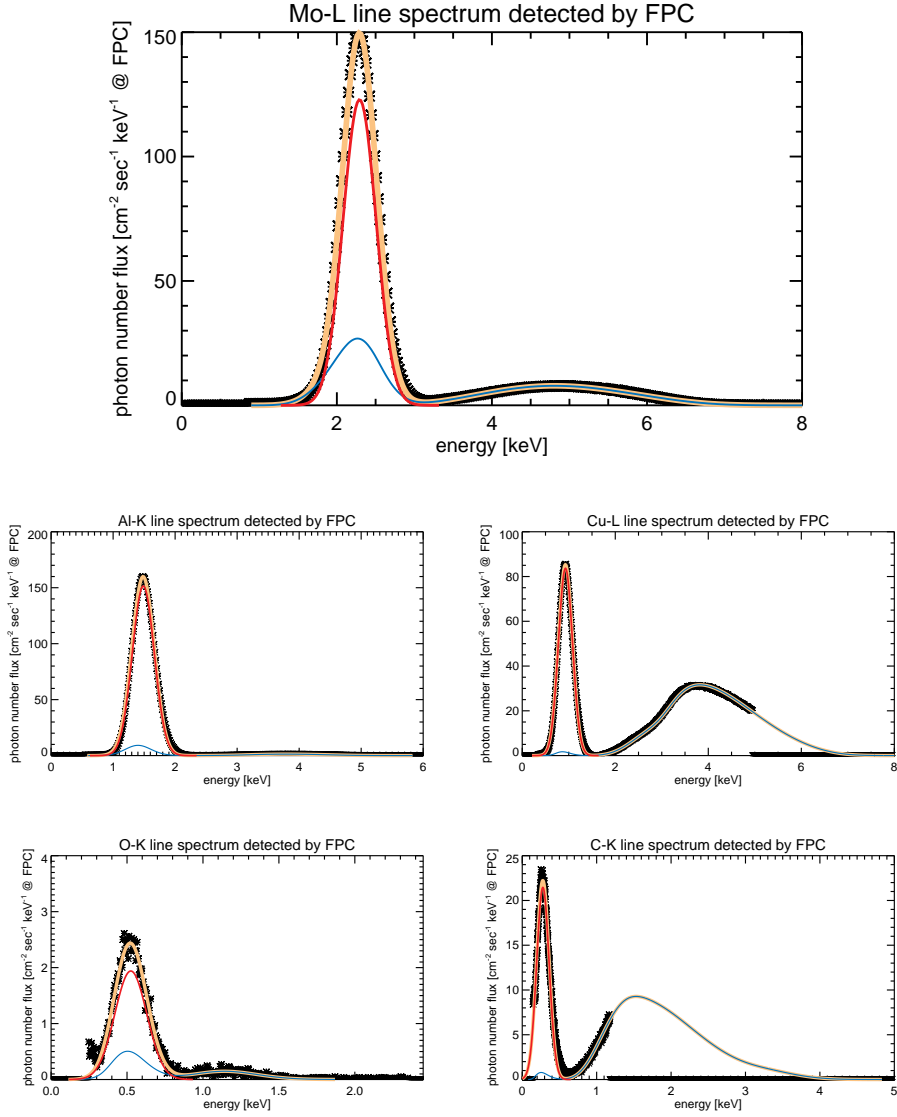 Mo-L line spectrum detected by FPC
photon number flux [cm⁻² sec⁻¹ keV⁻¹ @ FPC]
150
100
50
0
0 2 4 6 8
energy [keV]
Al-K line spectrum detected by FPC
photon number flux [cm⁻² sec⁻¹ keV⁻¹ @ FPC]
200
150
100
50
0
0 1 2 3 4 5 6
energy [keV]
Cu-L line spectrum detected by FPC
photon number flux [cm⁻² sec⁻¹ keV⁻¹ @ FPC]
100
80
60
40
20
0
0 2 4 6 8
energy [keV]
O-K line spectrum detected by FPC
photon number flux [cm⁻² sec⁻¹ keV⁻¹ @ FPC]
4
3
2
1
0
0.0 0.5 1.0 1.5 2.0
energy [keV]
C-K line spectrum detected by FPC
photon number flux [cm⁻² sec⁻¹ keV⁻¹ @ FPC]
25
20
15
10
5
0
0 1 2 3 4 5
energy [keV]